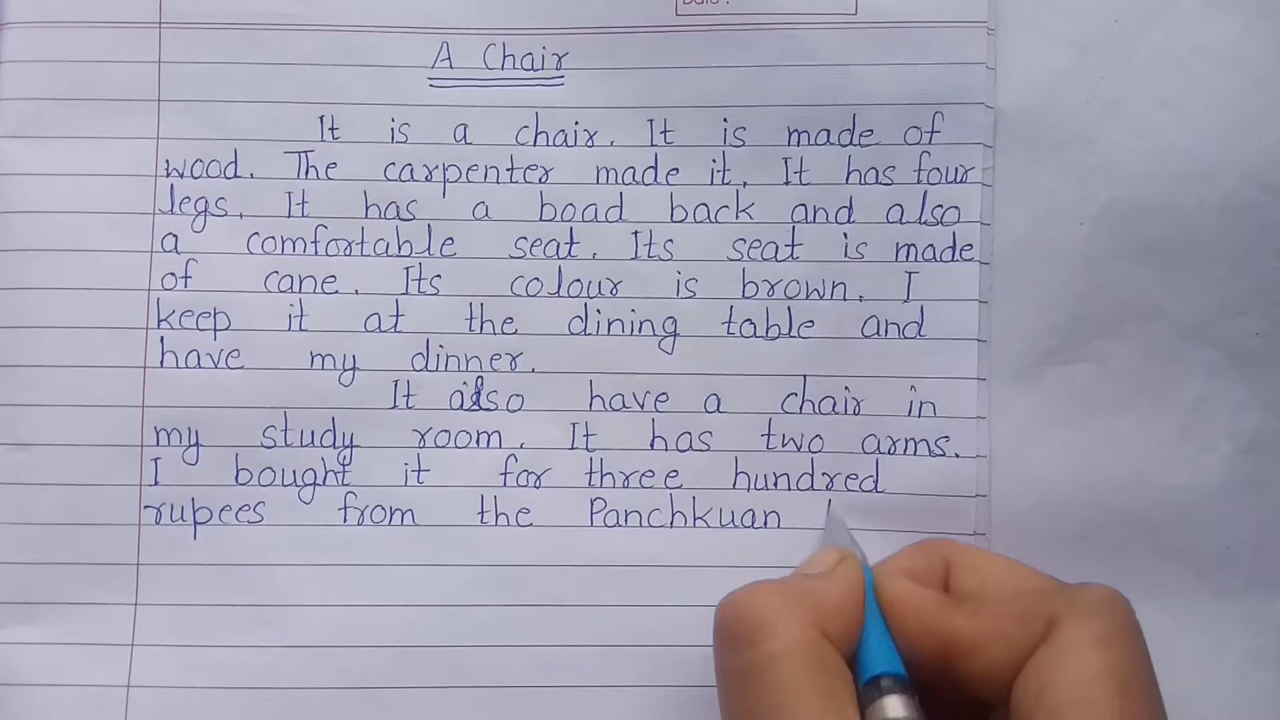 A Chair
It is a chair. It is made of
wood. The carpenter made it. It has four
legs. It has a boad back and also
a comfortable seat. Its seat is made
of cane. Its colour is brown. I
keep it at the dining table and
have my dinner.
It also have a chair in
my study room. It has two arms.
I bought it for three hundred
rupees from the Panchkuan